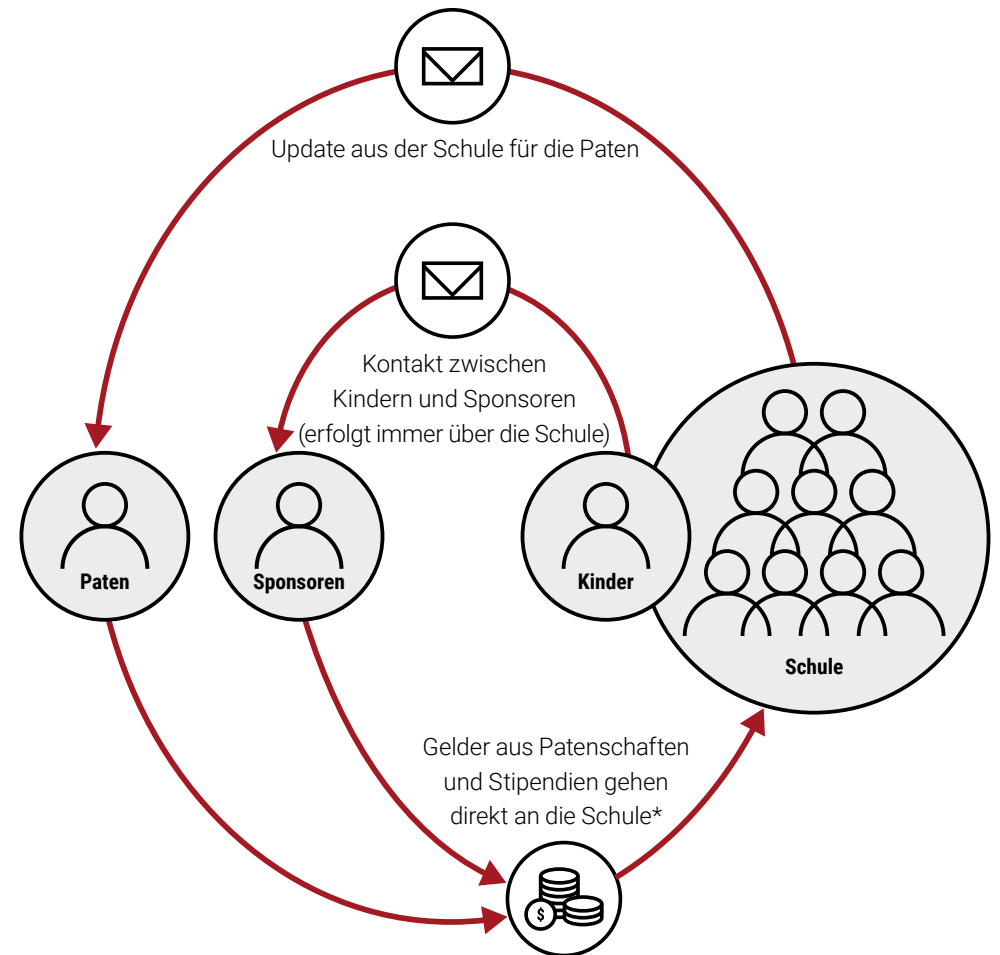 Update aus der Schule für die Paten
Kontakt zwischen
Kindern und Sponsoren
(erfolgt immer über die Schule)
Paten
Sponsoren
Kinder
Schule
Gelder aus Patenschaften
und Stipendien gehen
direkt an die Schule*
$